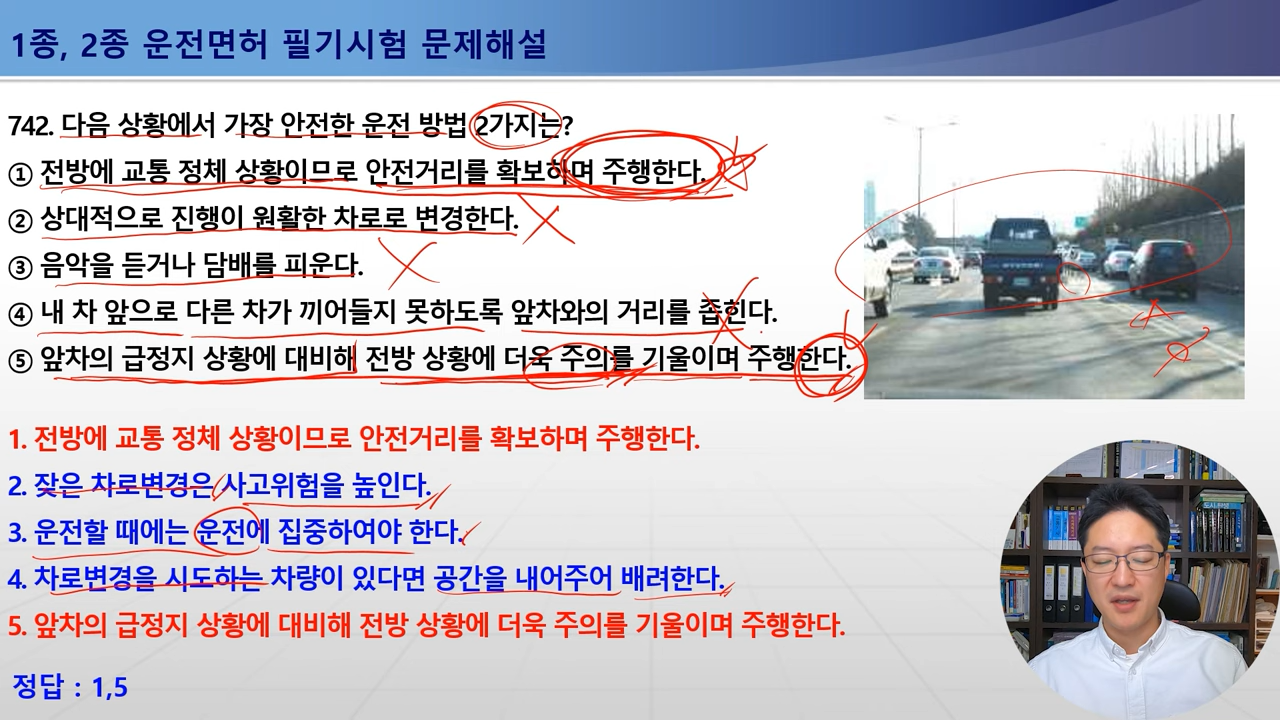 1종, 2종 운전면허 필기시험 문제해설
742. 다음 상황에서 가장 안전한 운전 방법 2가지는?
① 전방에 교통 정체 상황이므로 안전거리를 확보하며 주행한다.
② 상대적으로 진행이 원활한 차로로 변경한다.
③ 음악을 듣거나 담배를 피운다.
④ 내 차 앞으로 다른 차가 끼어들지 못하도록 앞차와의 거리를 좁힌다.
⑤ 앞차의 급정지 상황에 대비해 전방 상황에 더욱 주의를 기울이며 주행한다.
1. 전방에 교통 정체 상황이므로 안전거리를 확보하며 주행한다.
2. 잦은 차로변경은 사고위험을 높인다.
3. 운전할 때에는 운전에 집중하여야 한다.
4. 차로변경을 시도하는 차량이 있다면 공간을 내어주어 배려한다.
5. 앞차의 급정지 상황에 대비해 전방 상황에 더욱 주의를 기울이며 주행한다.
정답 : 1,5